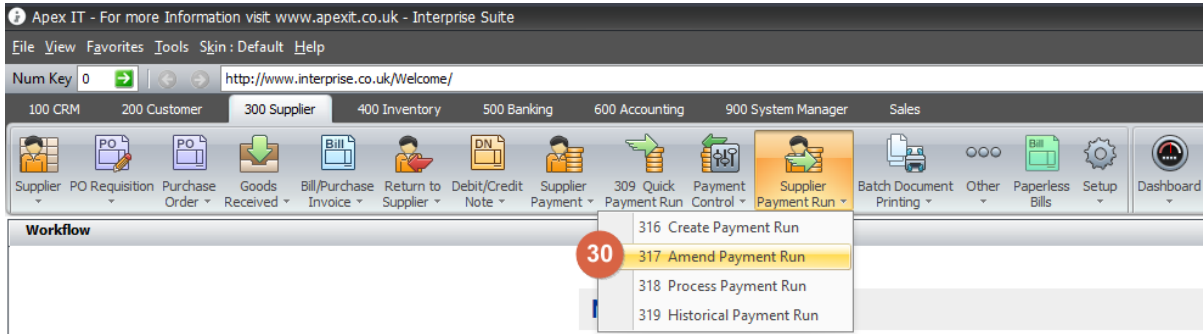 Apex IT - For more Information visit www.apexit.co.uk - Interprise Suite
File View Favorites Tools Skin : Default Help
Num Key 0 http://www.interprise.co.uk/Welcome/
100 CRM 200 Customer 300 Supplier 400 Inventory 500 Banking 600 Accounting 900 System Manager Sales
PO PO Bill DN Bill
Supplier PO Requisition Purchase Goods Bill/Purchase Return to Debit/Credit Supplier 309 Quick Payment Supplier Batch Document Other Paperless Setup Dashboard
Order Received Invoice Supplier Note Payment Payment Run Control Payment Run Printing Bills
Workflow
316 Create Payment Run
30 317 Amend Payment Run
318 Process Payment Run
319 Historical Payment Run